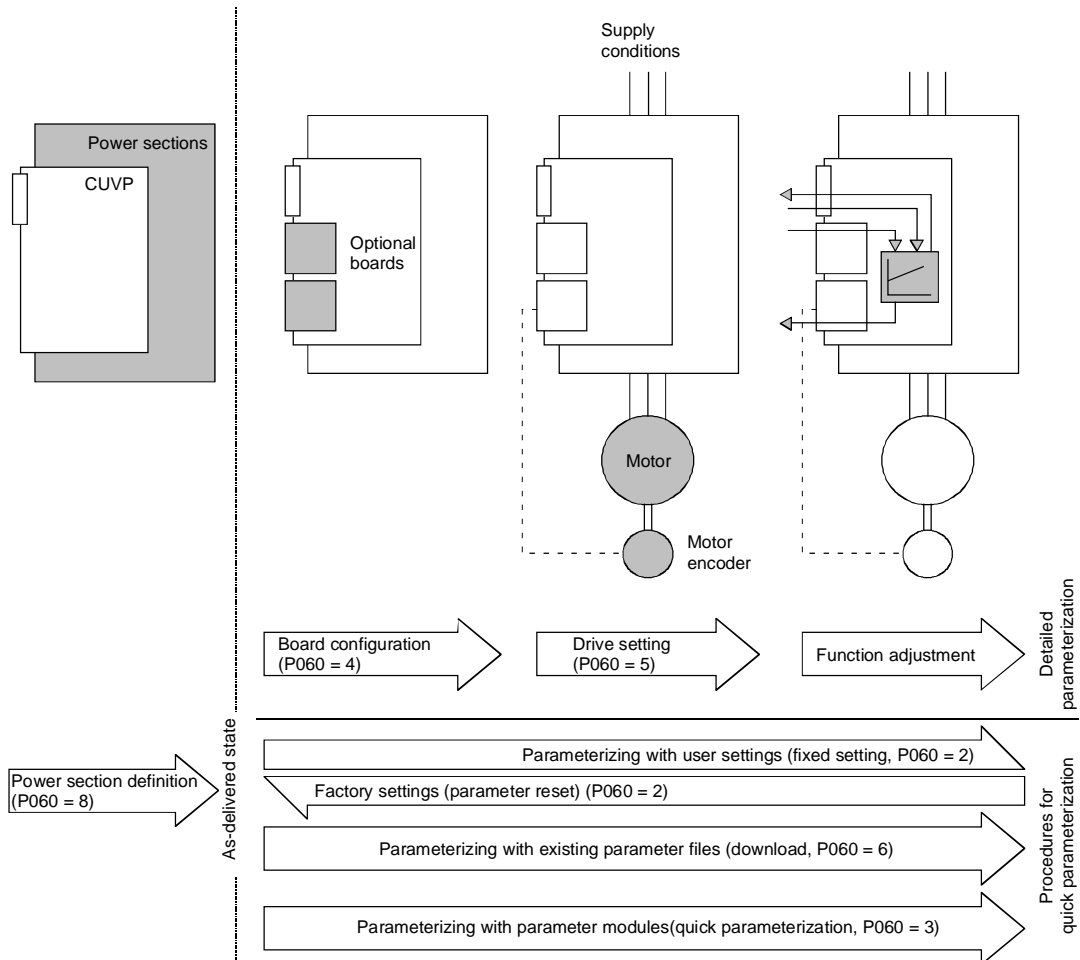 Supply
conditions
Power sections
CUVP
Optional
boards
Motor
Motor
encoder
Board configuration
(P060 = 4)
Drive setting
(P060 = 5)
Function adjustment
Detailed
parameterization
As-delivered state
Power section definition
(P060 = 8)
Parameterizing with user settings (fixed setting, P060 = 2)
Factory settings (parameter reset) (P060 = 2)
Parameterizing with existing parameter files (download, P060 = 6)
Parameterizing with parameter modules(quick parameterization, P060 = 3)
Procedures for
quick parameterization